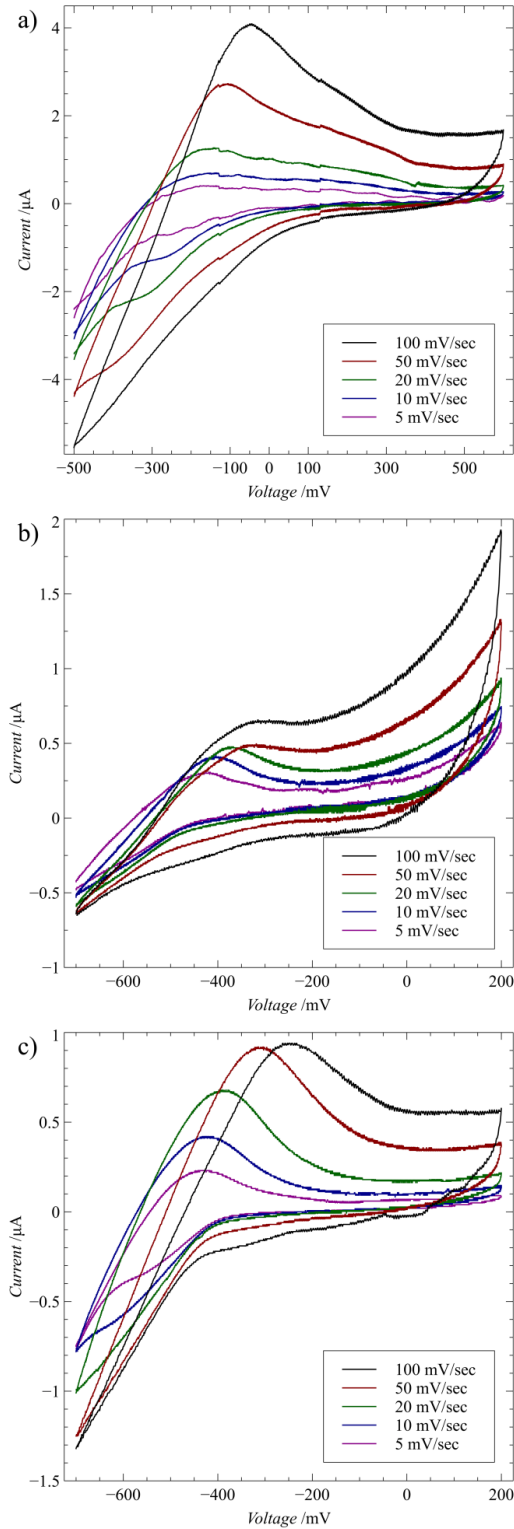 a)
4
2
0
−2
−4
Current /µA
100 mV/sec
50 mV/sec
20 mV/sec
10 mV/sec
5 mV/sec
−500 −300 −100 0 100 300 500
Voltage /mV
b)
2
1.5
1
0.5
0
−0.5
−1
Current /µA
100 mV/sec
50 mV/sec
20 mV/sec
10 mV/sec
5 mV/sec
−600 −400 −200 0 200
Voltage /mV
c)
1
0.5
0
−0.5
−1
−1.5
Current /µA
100 mV/sec
50 mV/sec
20 mV/sec
10 mV/sec
5 mV/sec
−600 −400 −200 0 200
Voltage /mV